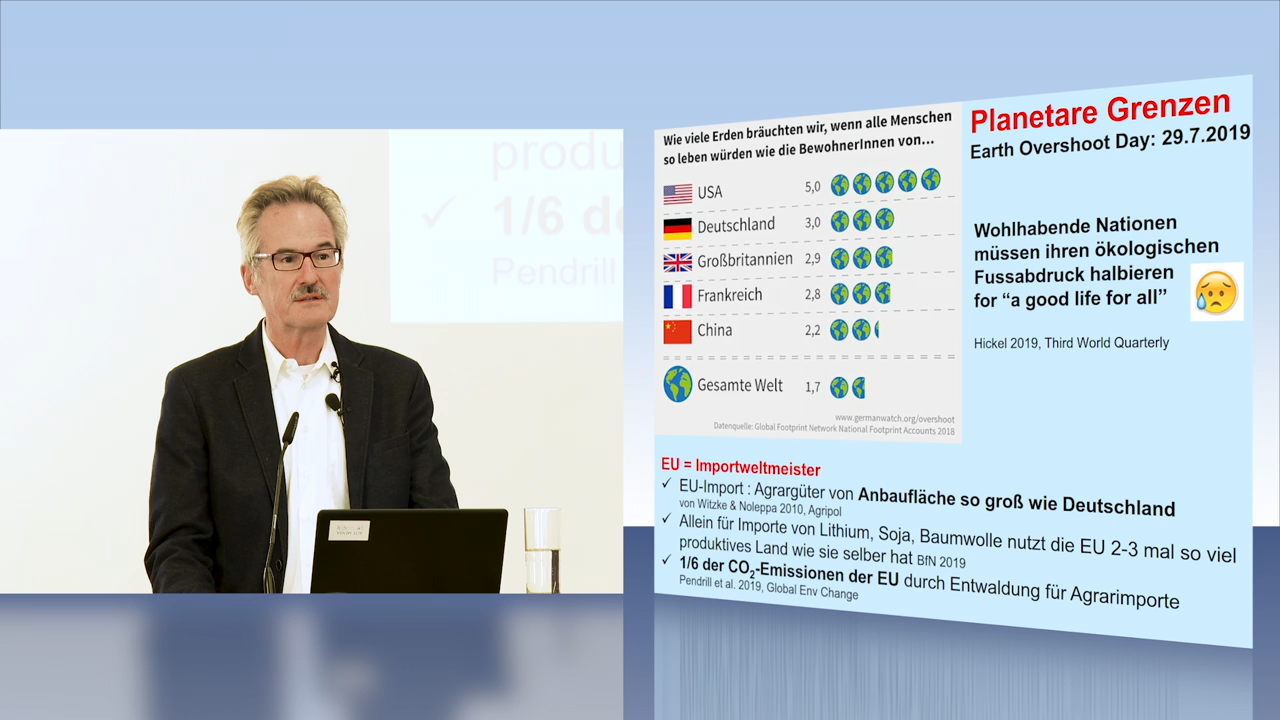 produ
1/6 de
Pendrill
Wie viele Erden bräuchten wir, wenn alle Menschen
so leben würden wie die BewohnerInnen von...
USA 5,0
Deutschland 3,0
Großbritannien 2,9
Frankreich 2,8
China 2,2
Gesamte Welt 1,7
www.germanwatch.org/overshoot
Datenquelle: Global Footprint Network National Footprint Accounts 2018
Planetare Grenzen
Earth Overshoot Day: 29.7.2019
Wohlhabende Nationen
müssen ihren ökologischen
Fussabdruck halbieren
for “a good life for all”
Hickel 2019, Third World Quarterly
EU = Importweltmeister
✓ EU-Import : Agrargüter von Anbaufläche so groß wie Deutschland
von Witzke & Noleppa 2010, Agripol
✓ Allein für Importe von Lithium, Soja, Baumwolle nutzt die EU 2-3 mal so viel
produktives Land wie sie selber hat BfN 2019
✓ 1/6 der CO2-Emissionen der EU durch Entwaldung für Agrarimporte
Pendrill et al. 2019, Global Env Change